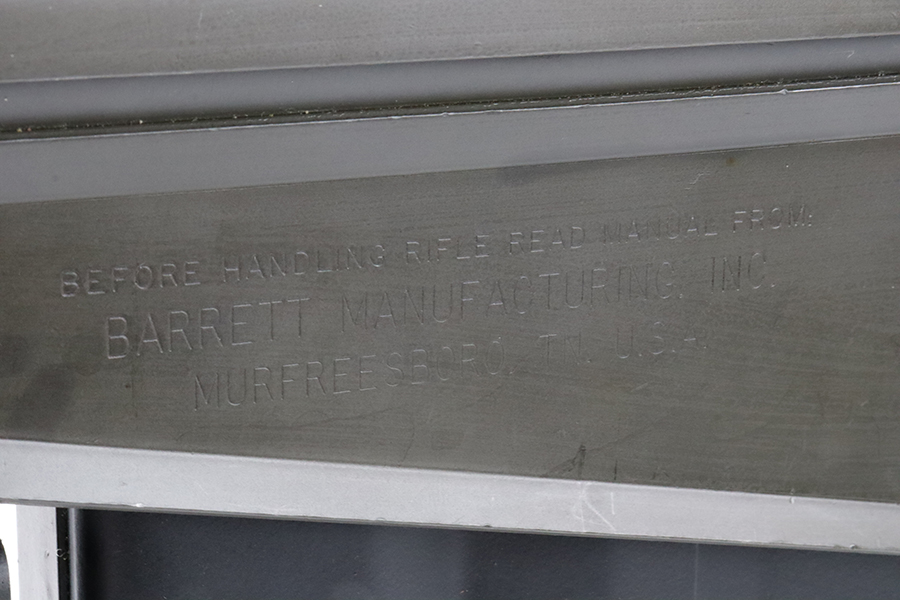 BEFORE HANDLING RIFLE READ MANUAL FROM:
BARRETT MANUFACTURING, INC.
MURFREESBORO, TN. U.S.A.